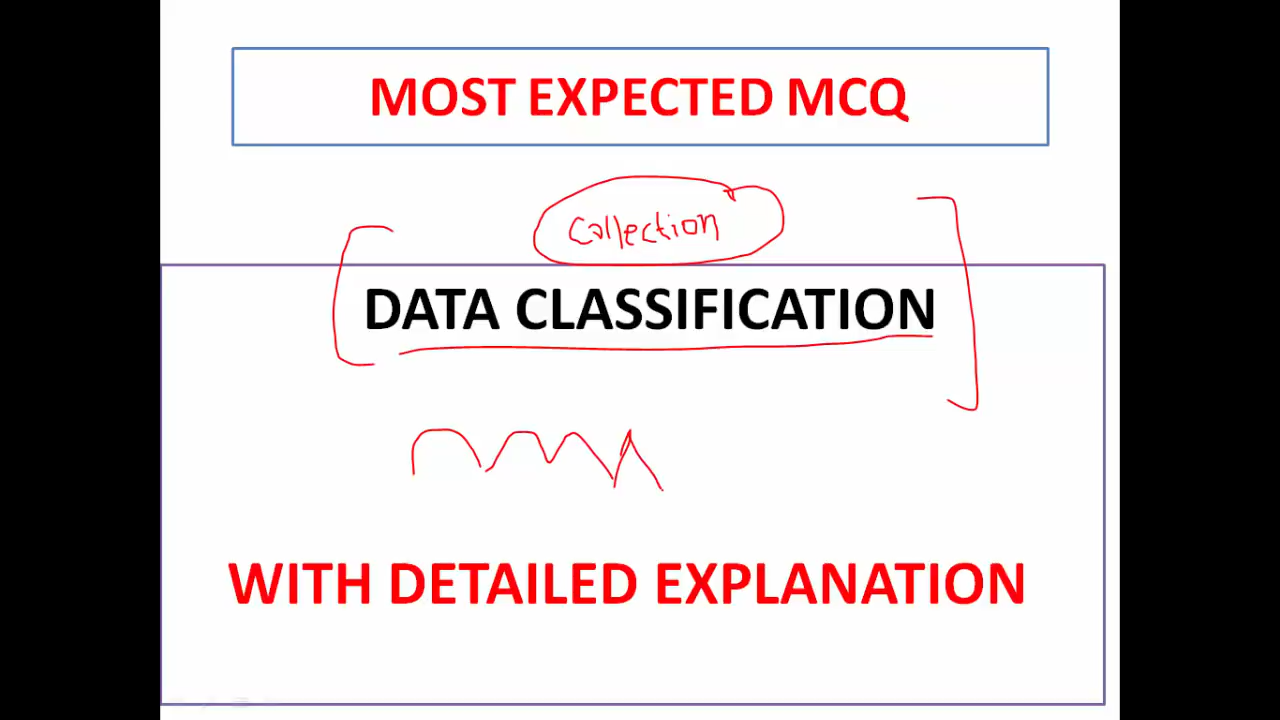 MOST EXPECTED MCQ
Collection
DATA CLASSIFICATION
WITH DETAILED EXPLANATION